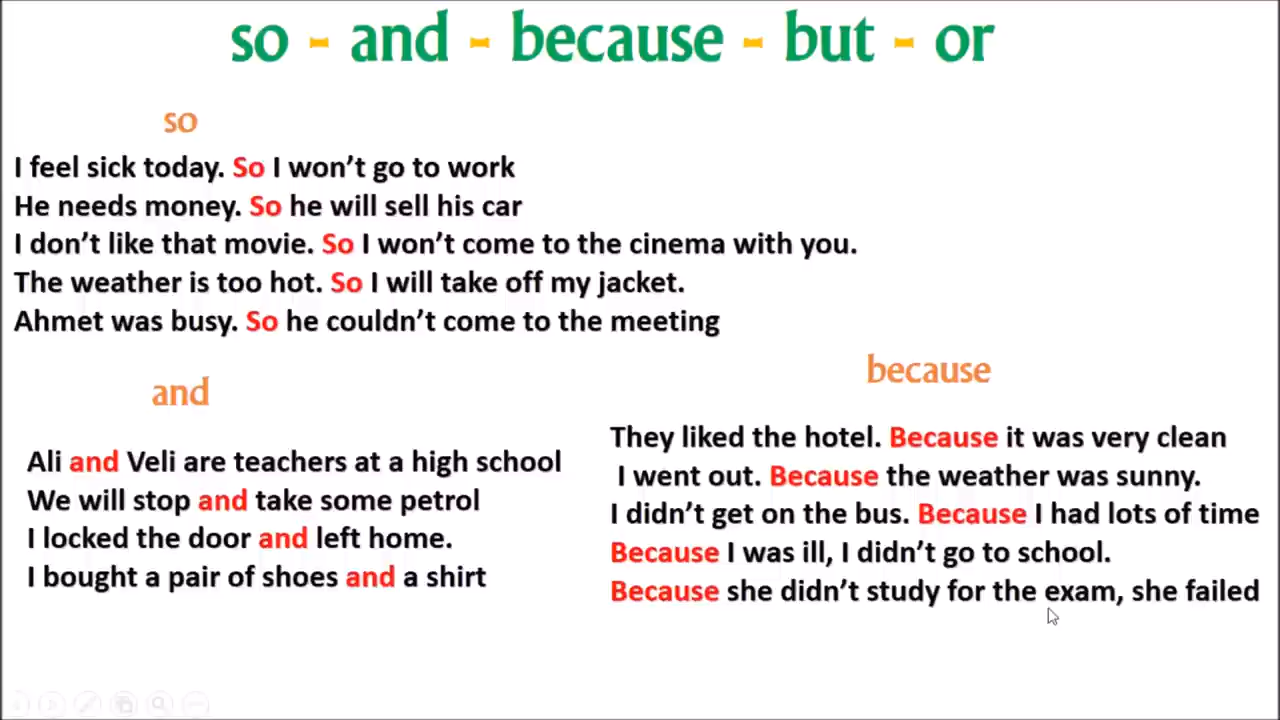 so - and - because - but - or
so
I feel sick today. So I won’t go to work
He needs money. So he will sell his car
I don’t like that movie. So I won’t come to the cinema with you.
The weather is too hot. So I will take off my jacket.
Ahmet was busy. So he couldn’t come to the meeting
and
Ali and Veli are teachers at a high school
We will stop and take some petrol
I locked the door and left home.
I bought a pair of shoes and a shirt
because
They liked the hotel. Because it was very clean
I went out. Because the weather was sunny.
I didn’t get on the bus. Because I had lots of time
Because I was ill, I didn’t go to school.
Because she didn’t study for the exam, she failed